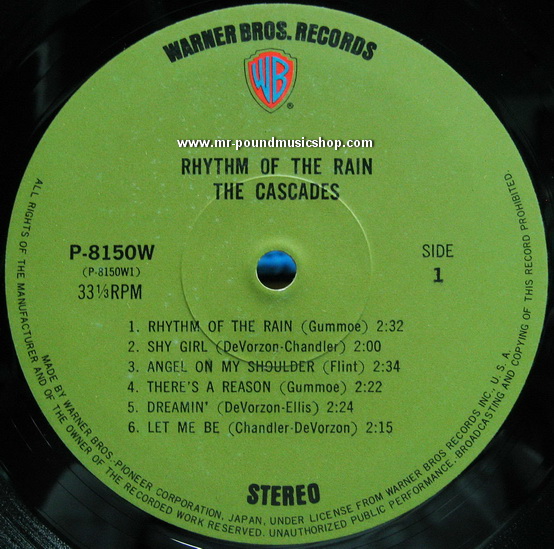 WARNER BROS. RECORDS
WB
®
www.mr-poundmusicshop.com
RHYTHM OF THE RAIN
THE CASCADES
P-8150W
(P-8150W1)
33⅓RPM
SIDE
1
1. RHYTHM OF THE RAIN (Gummoe) 2:32
2. SHY GIRL (DeVorzon-Chandler) 2:00
3. ANGEL ON MY SHOULDER (Flint) 2:34
4. THERE'S A REASON (Gummoe) 2:22
5. DREAMIN' (DeVorzon-Ellis) 2:24
6. LET ME BE (Chandler-DeVorzon) 2:15
STEREO
MADE BY WARNER BROS.-PIONEER CORPORATION, JAPAN, UNDER LICENSE FROM WARNER BROS RECORDS INC., U.S.A.
ALL RIGHTS OF THE MANUFACTURER AND OF THE OWNER OF THE RECORDED WORK RESERVED. UNAUTHORIZED PUBLIC PERFORMANCE, BROADCASTING AND COPYING OF THIS RECORD PROHIBITED.